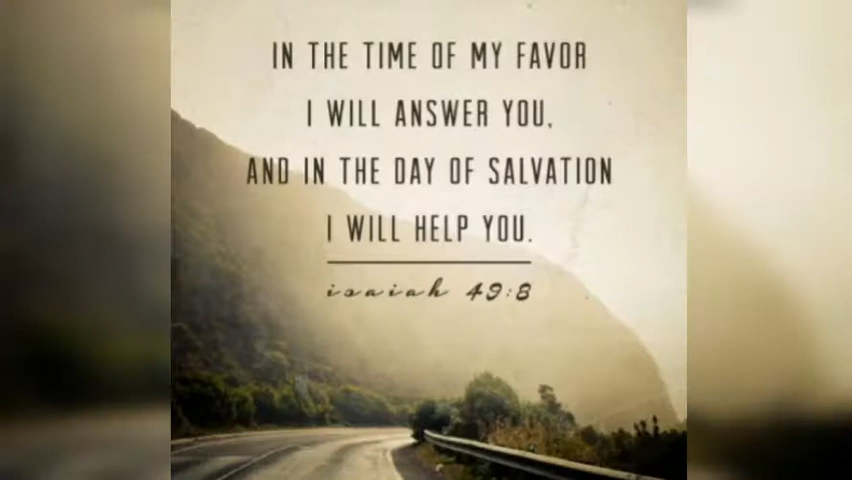 IN THE TIME OF MY FAVOR
I WILL ANSWER YOU,
AND IN THE DAY OF SALVATION
I WILL HELP YOU.
isaiah 49:8